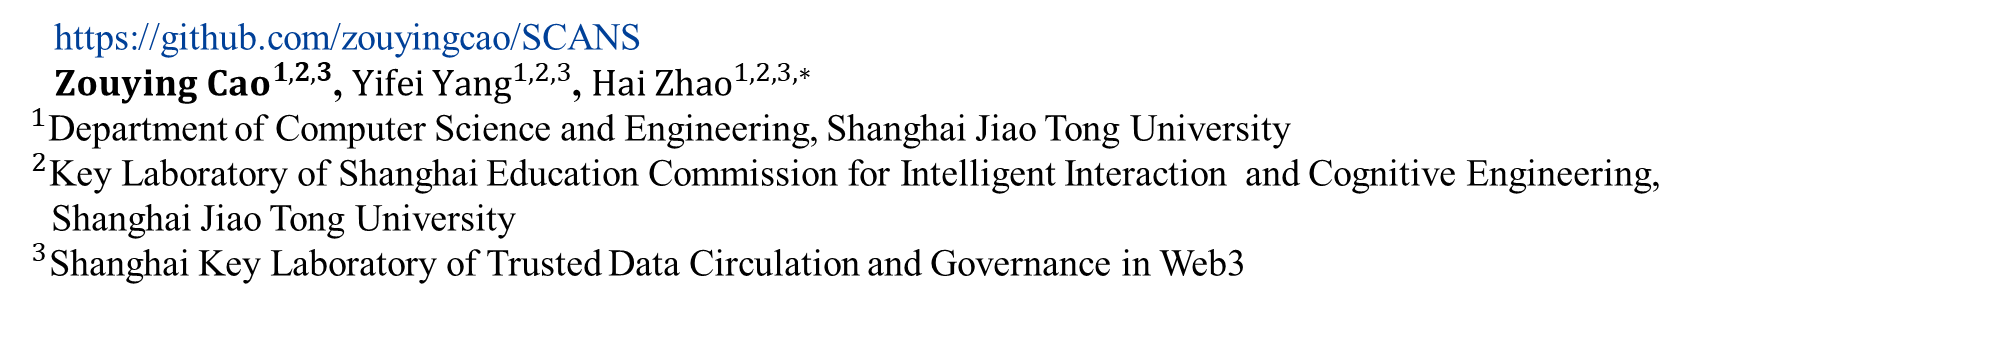 https://github.com/zouyingcao/SCANS
Zouying Cao1,2,3, Yifei Yang1,2,3, Hai Zhao1,2,3,*
1Department of Computer Science and Engineering, Shanghai Jiao Tong University
2Key Laboratory of Shanghai Education Commission for Intelligent Interaction and Cognitive Engineering,
Shanghai Jiao Tong University
3Shanghai Key Laboratory of Trusted Data Circulation and Governance in Web3